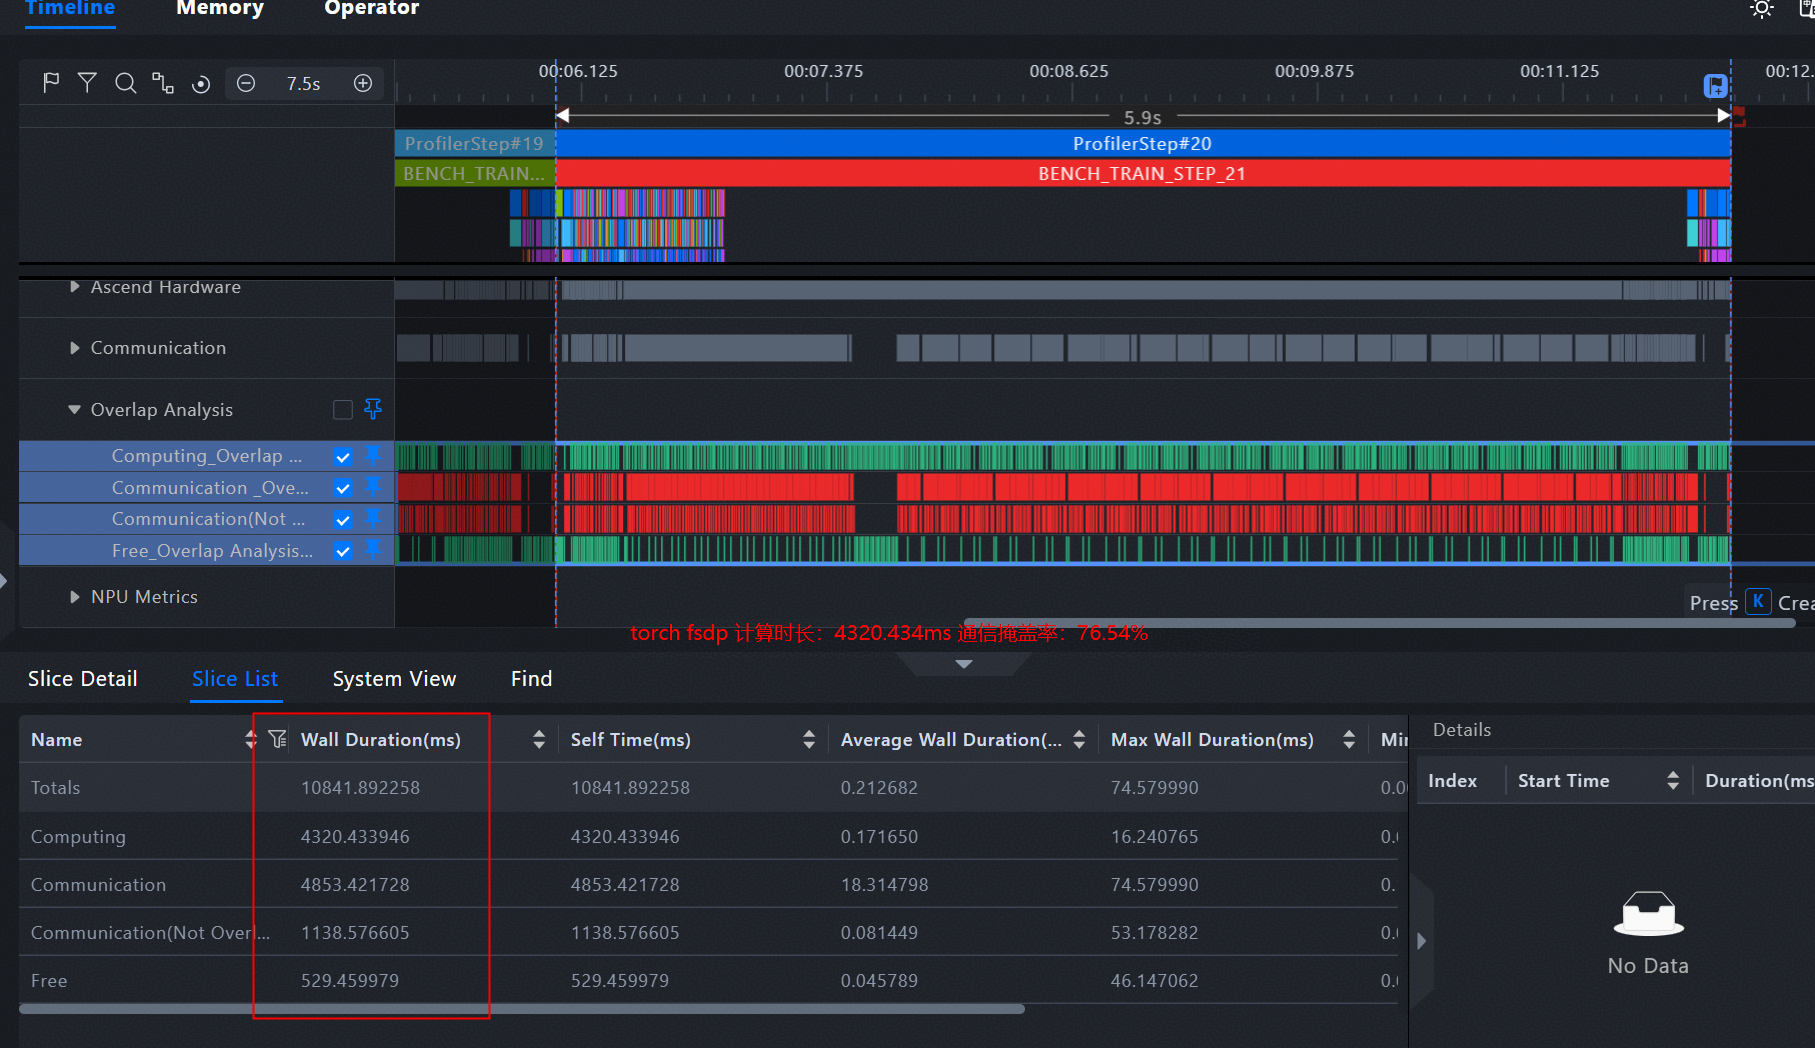 Timeline Memory Operator
7.5s
00:06.125 00:07.375 00:08.625 00:09.875 00:11.125 00:12.
5.9s
ProfilerStep#19 ProfilerStep#20
BENCH_TRAIN... BENCH_TRAIN_STEP_21
Ascend Hardware
Communication
Overlap Analysis
Computing_Overlap ...
Communication _Ove...
Communication(Not ...
Free_Overlap Analysis...
NPU Metrics
Press K Crea
torch fsdp 计算时长：4320.434ms 通信掩盖率：76.54%
Slice Detail Slice List System View Find
Name Wall Duration(ms) Self Time(ms) Average Wall Duration(... Max Wall Duration(ms) Min
Totals 10841.892258 10841.892258 0.212682 74.579990 0.0
Computing 4320.433946 4320.433946 0.171650 16.240765 0.
Communication 4853.421728 4853.421728 18.314798 74.579990 0.
Communication(Not Overl... 1138.576605 1138.576605 0.081449 53.178282 0.
Free 529.459979 529.459979 0.045789 46.147062 0.
Details
Index Start Time Duration(ms
No Data